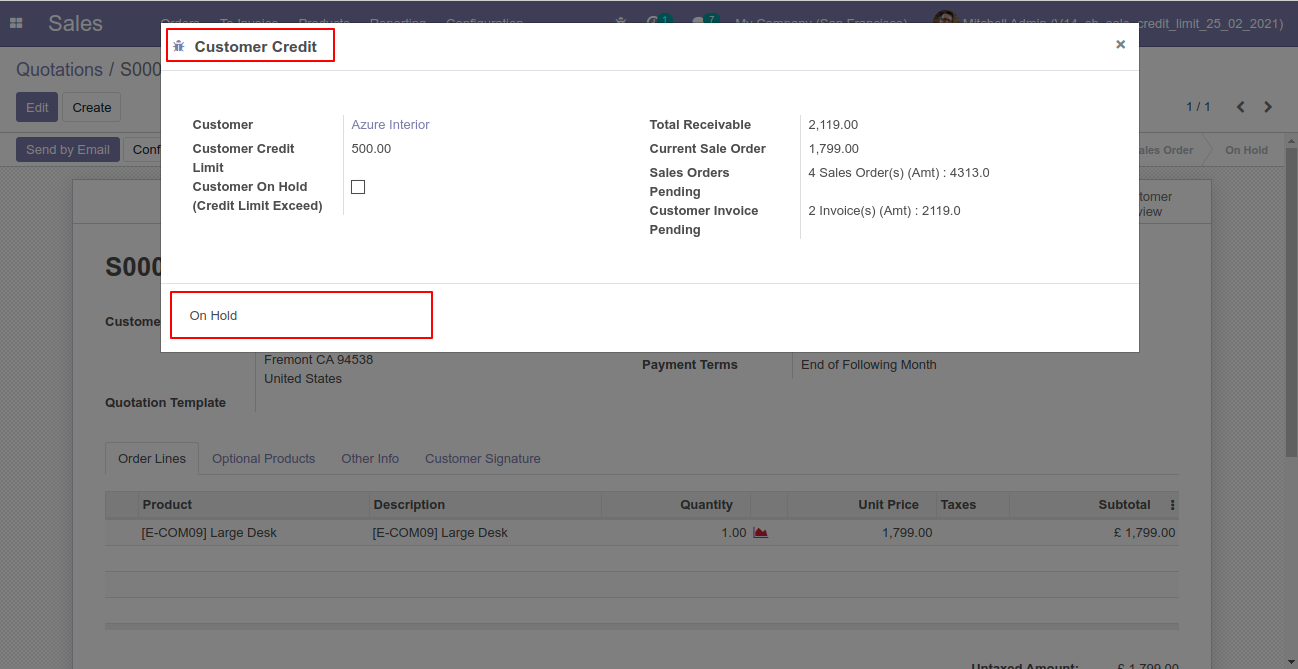 Sales
Orders To Invoice Products Reporting Configuration 1 7 My Company (San Francisco) Mitchell Admin (V14_sh_sale_credit_limit_25_02_2021)
Customer Credit ×
Quotations / S000
Edit Create 1 / 1
Send by Email Conf ales Order On Hold
Customer Azure Interior
Customer Credit Limit 500.00
Customer On Hold (Credit Limit Exceed)
Total Receivable 2,119.00
Current Sale Order 1,799.00
Sales Orders Pending 4 Sales Order(s) (Amt) : 4313.0
Customer Invoice Pending 2 Invoice(s) (Amt) : 2119.0
tomer
view
S000
On Hold
Custome
Fremont CA 94538
United States
Payment Terms End of Following Month
Quotation Template
Order Lines Optional Products Other Info Customer Signature
Product Description Quantity Unit Price Taxes Subtotal
[E-COM09] Large Desk [E-COM09] Large Desk 1.00 1,799.00 £ 1,799.00
Untaxed Amount: £ 1,799.00